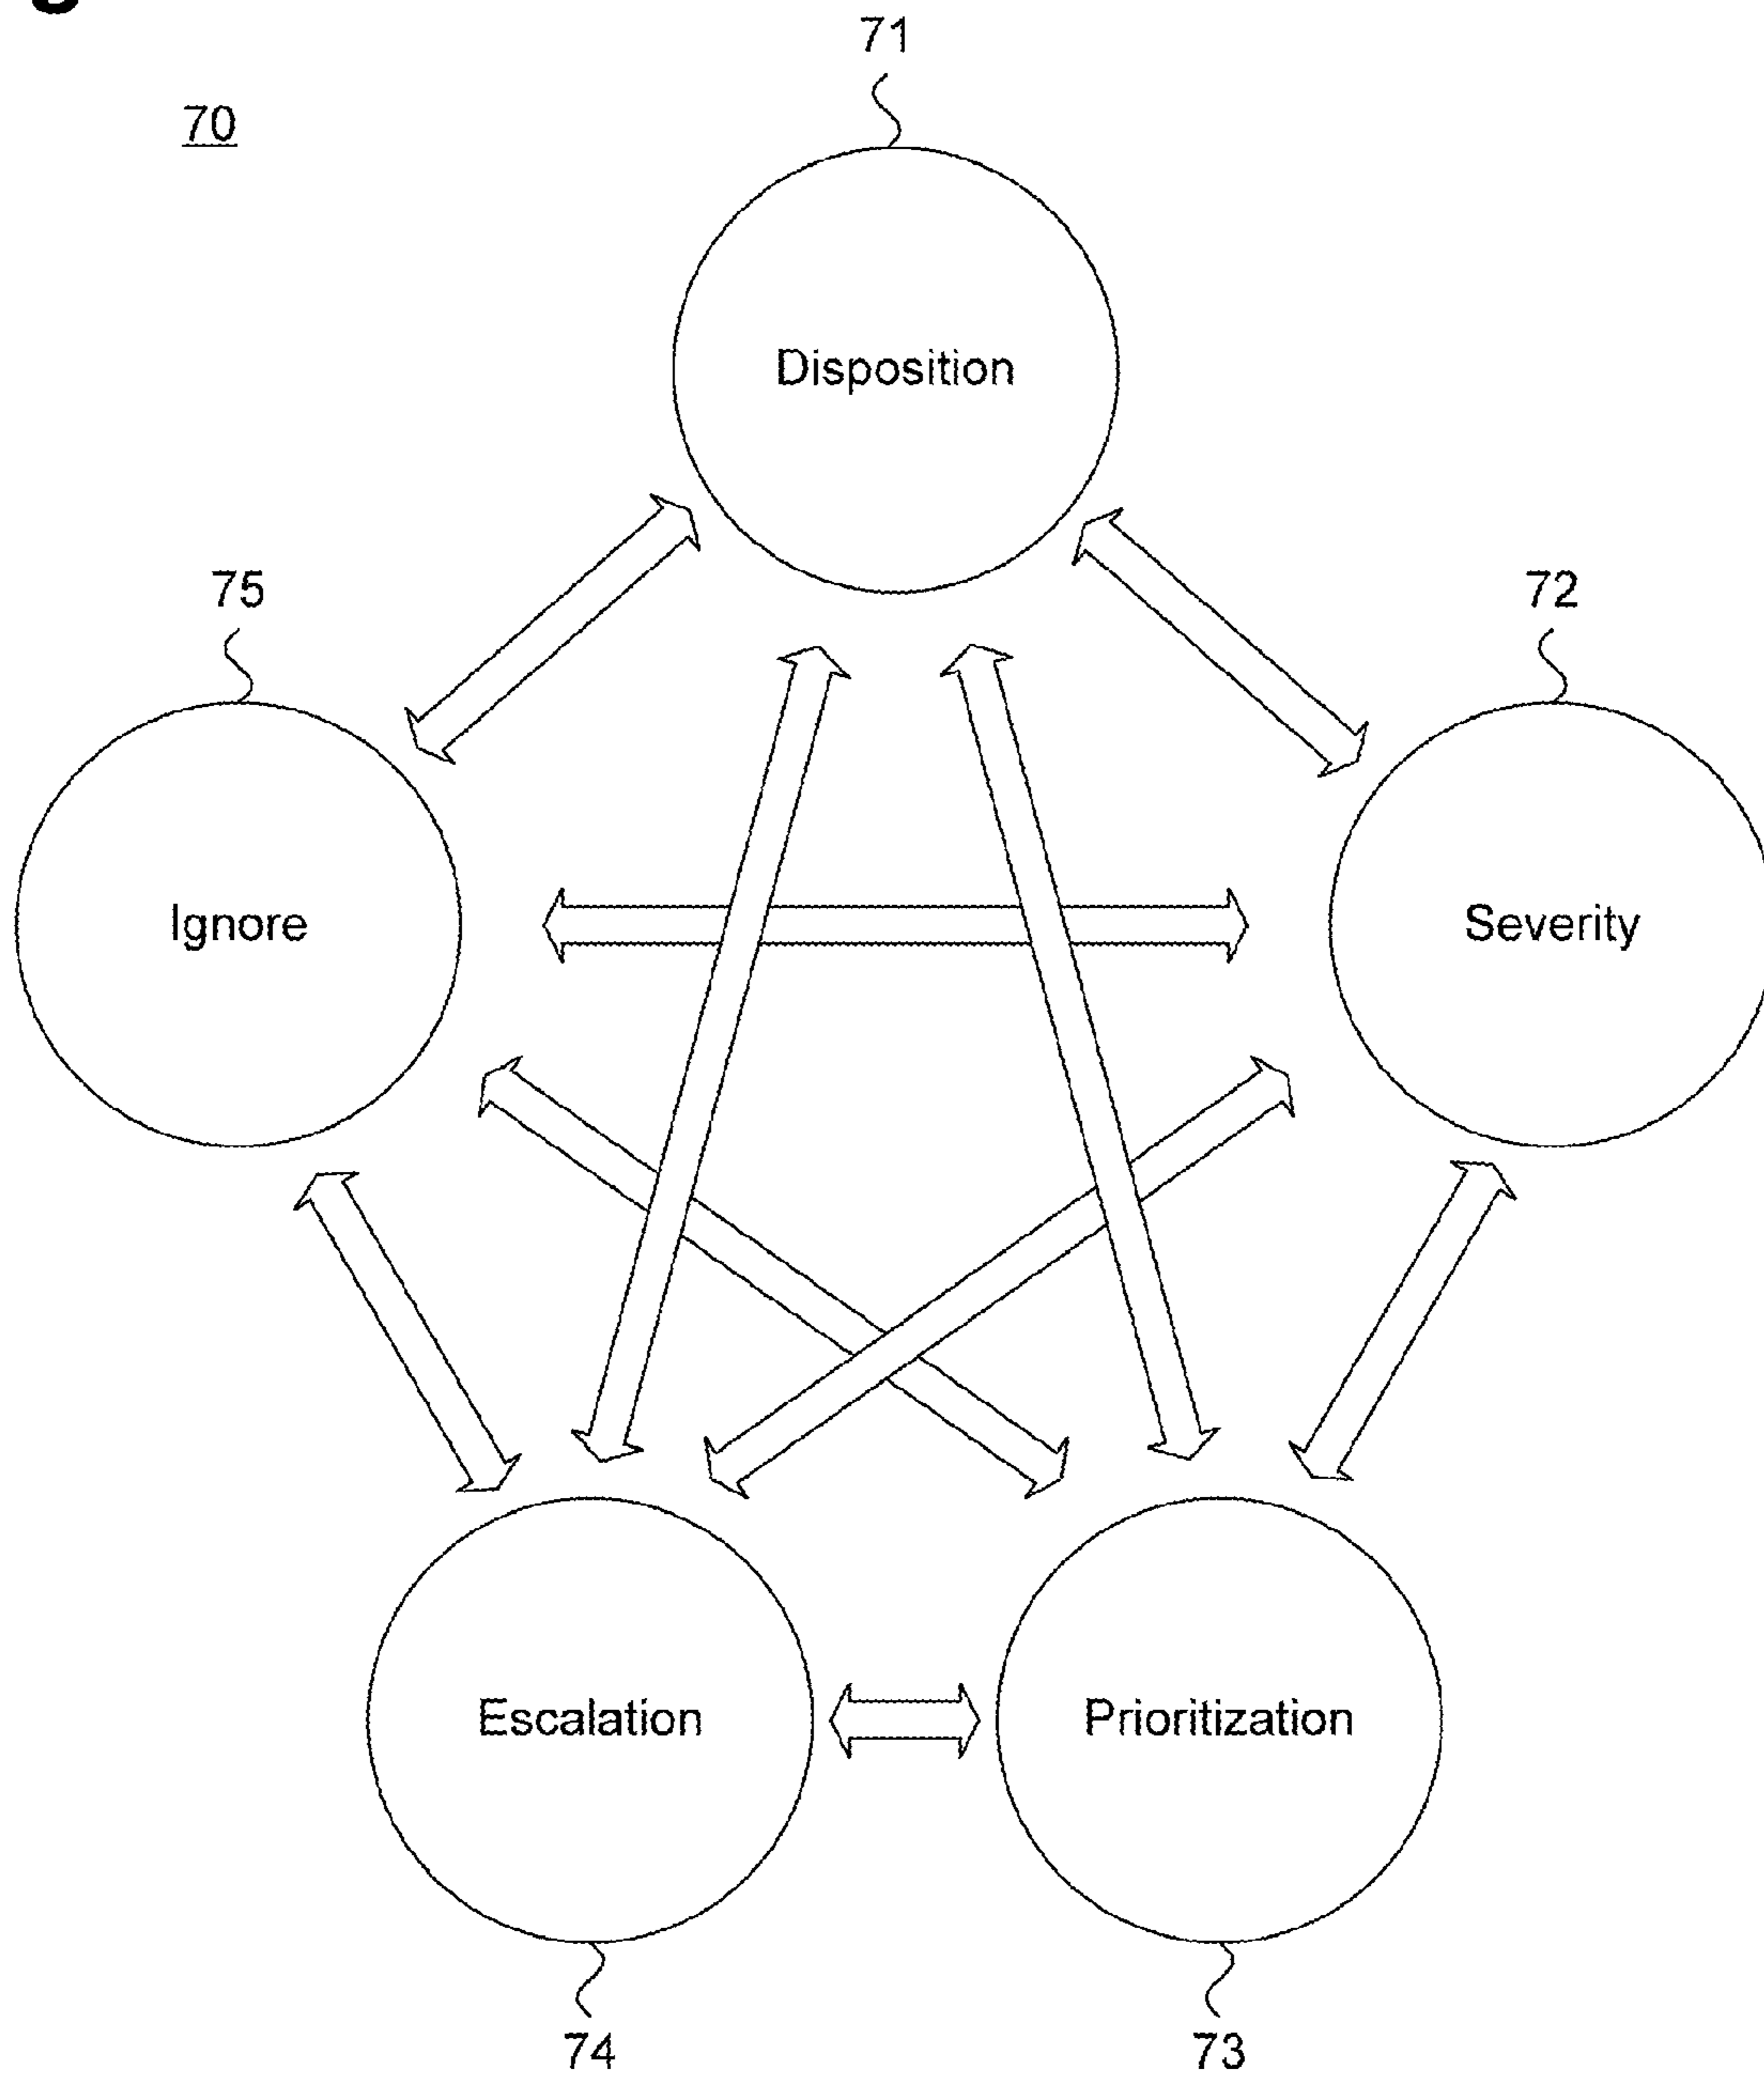 71
70
Disposition
75
72
Ignore
Severity
Escalation
Prioritization
74
73